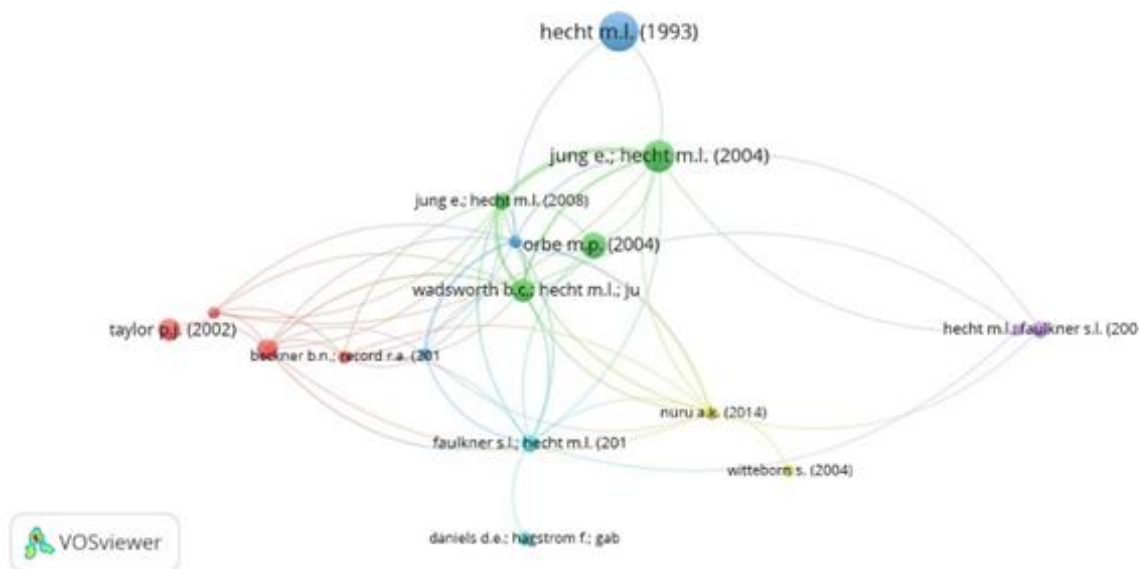 hecht m.l. (1993)
jung e.; hecht m.l. (2004)
jung e.; hecht m.l. (2008)
orbe m.p. (2004)
wadsworth b.c.; hecht m.l.; ju
taylor p.j. (2002)
hecht m.l.; faulkner s.l. (200
beckner b.n.; record r.a. (201
nuru a.k. (2014)
faulkner s.l.; hecht m.l. (201
witteborn s. (2004)
daniels d.e.; hagstrom f.; gab
VOSviewer